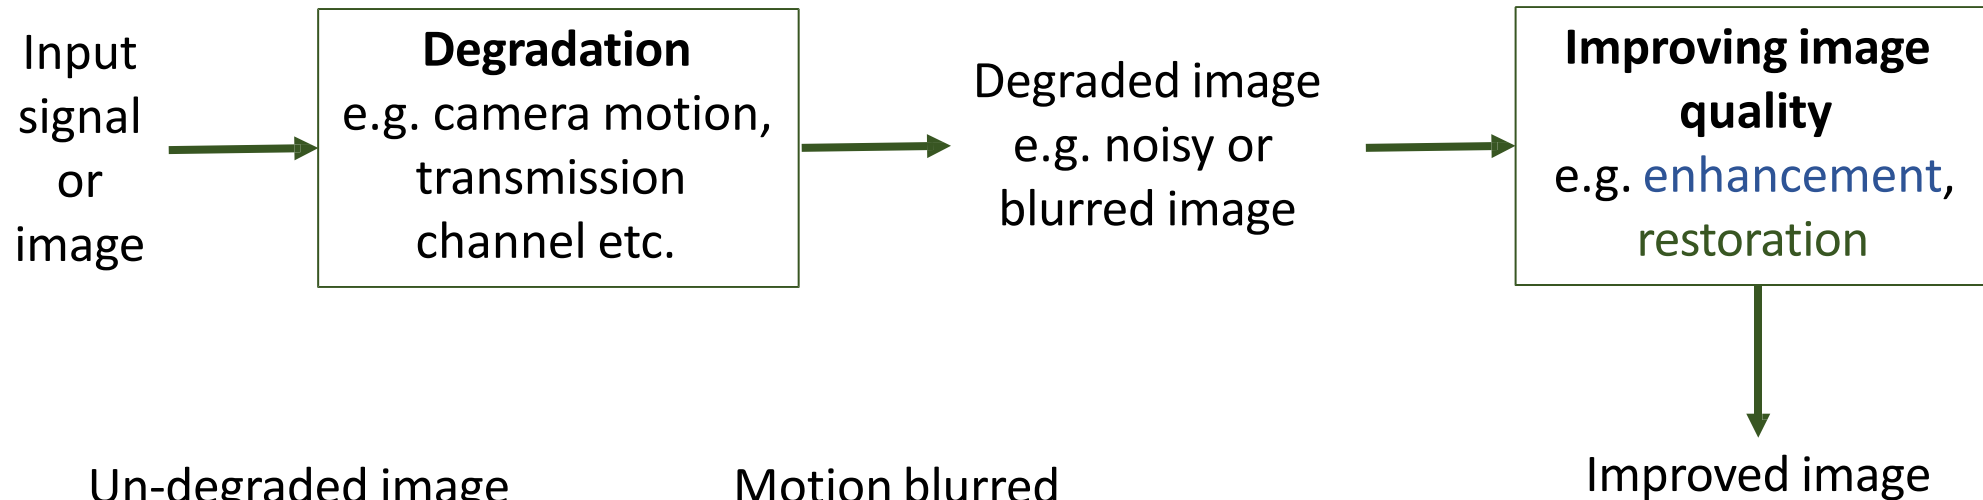 Input
signal
or
image
Degradation
e.g. camera motion,
transmission
channel etc.
Degraded image
e.g. noisy or
blurred image
Improving image
quality
e.g. enhancement,
restoration
Improved image
Un-degraded image
Motion blurred